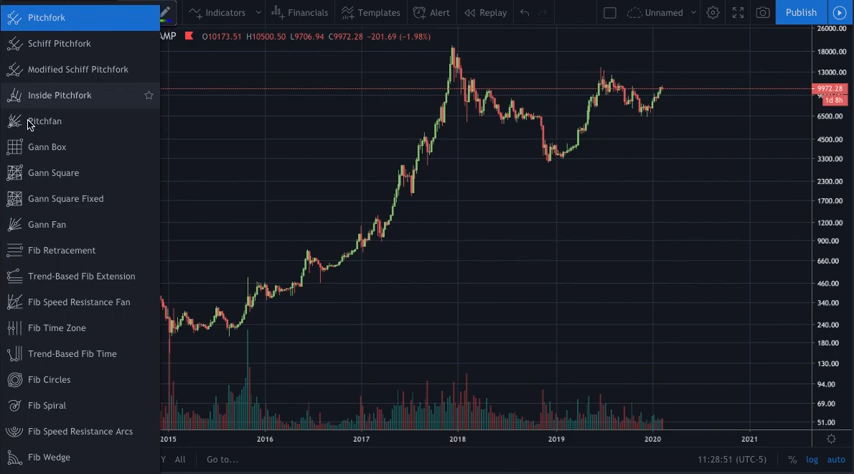 Pitchfork
Schiff Pitchfork
Modified Schiff Pitchfork
Inside Pitchfork
Pitchfan
Gann Box
Gann Square
Gann Square Fixed
Gann Fan
Fib Retracement
Trend-Based Fib Extension
Fib Speed Resistance Fan
Fib Time Zone
Trend-Based Fib Time
Fib Circles
Fib Spiral
Fib Speed Resistance Arcs
Fib Wedge
Indicators Financials Templates Alert Replay Unnamed Publish
AMP O10173.51 H10500.50 L9706.94 C9972.28 −201.69 (−1.98%)
26000.00
18000.00
13000.00
9972.28
1d 8h
6500.00
4500.00
3300.00
2300.00
1700.00
1200.00
900.00
660.00
460.00
340.00
240.00
180.00
130.00
94.00
69.00
51.00
2015 2016 2017 2018 2019 2020 2021
Y All Go to... 11:28:51 (UTC-5) % log auto